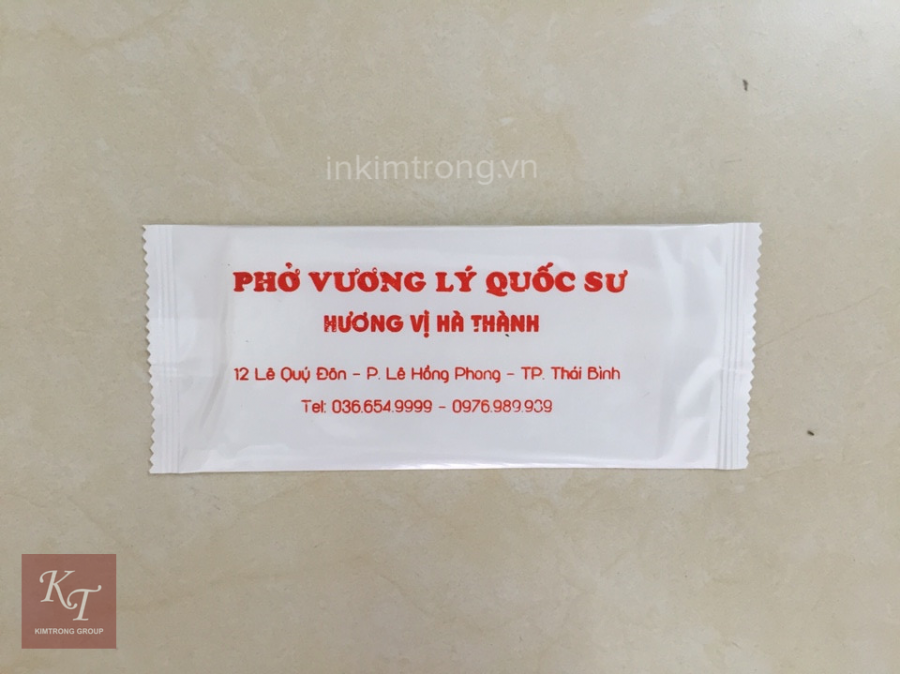 inkimtrong.vn
PHỞ VƯƠNG LÝ QUỐC SƯ
HƯƠNG VỊ HÀ THÀNH
12 Lê Quý Đôn - P. Lê Hồng Phong - TP. Thái Bình
Tel: 036.654.9999 - 0976.989.939
KT
KIMTRONG GROUP